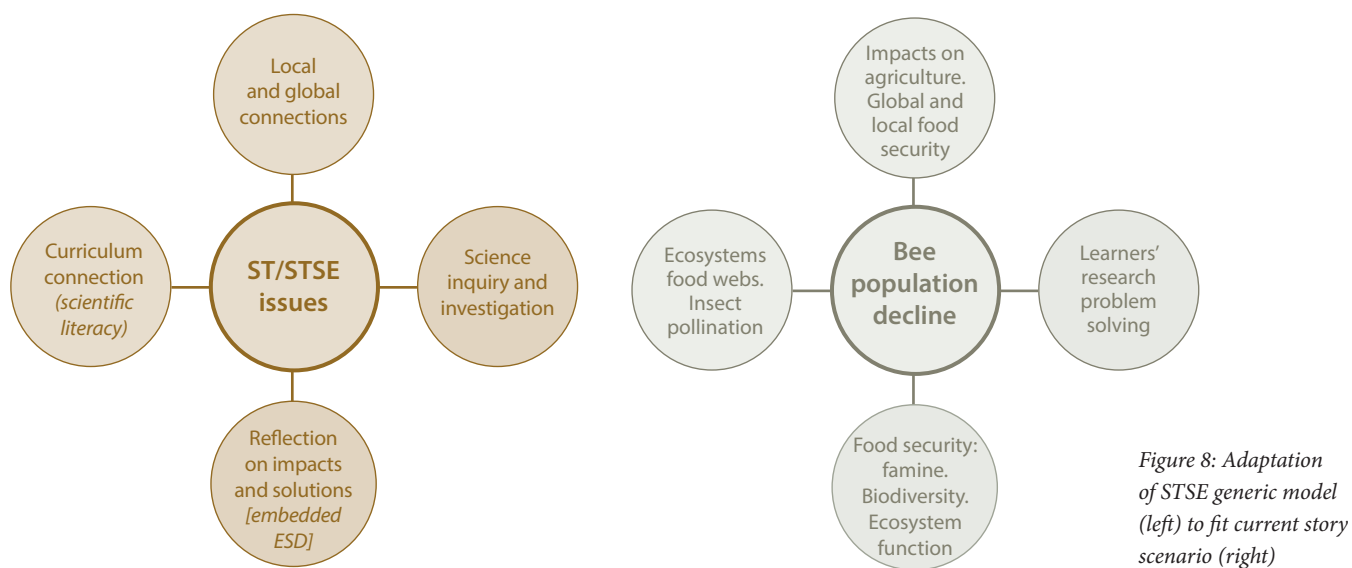 Local
and global
connections
Curriculum
connection
(scientific
literacy)
ST/STSE
issues
Science
inquiry and
investigation
Reflection
on impacts
and solutions
[embedded
ESD]
Impacts on
agriculture.
Global and
local food
security
Ecosystems
food webs.
Insect
pollination
Bee
population
decline
Learners’
research
problem
solving
Food security:
famine.
Biodiversity.
Ecosystem
function
Figure 8: Adaptation
of STSE generic model
(left) to fit current story
scenario (right)